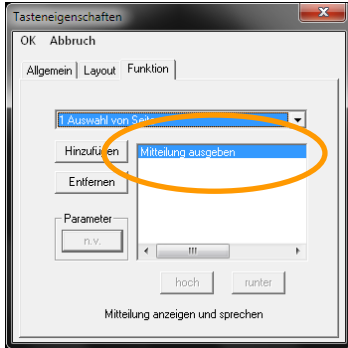 Tasteneigenschaften
OK Abbruch
Allgemein Layout Funktion
1 Auswahl von Seite
Hinzufügen
Mitteilung ausgeben
Entfernen
Parameter
n.v.
hoch runter
Mitteilung anzeigen und sprechen